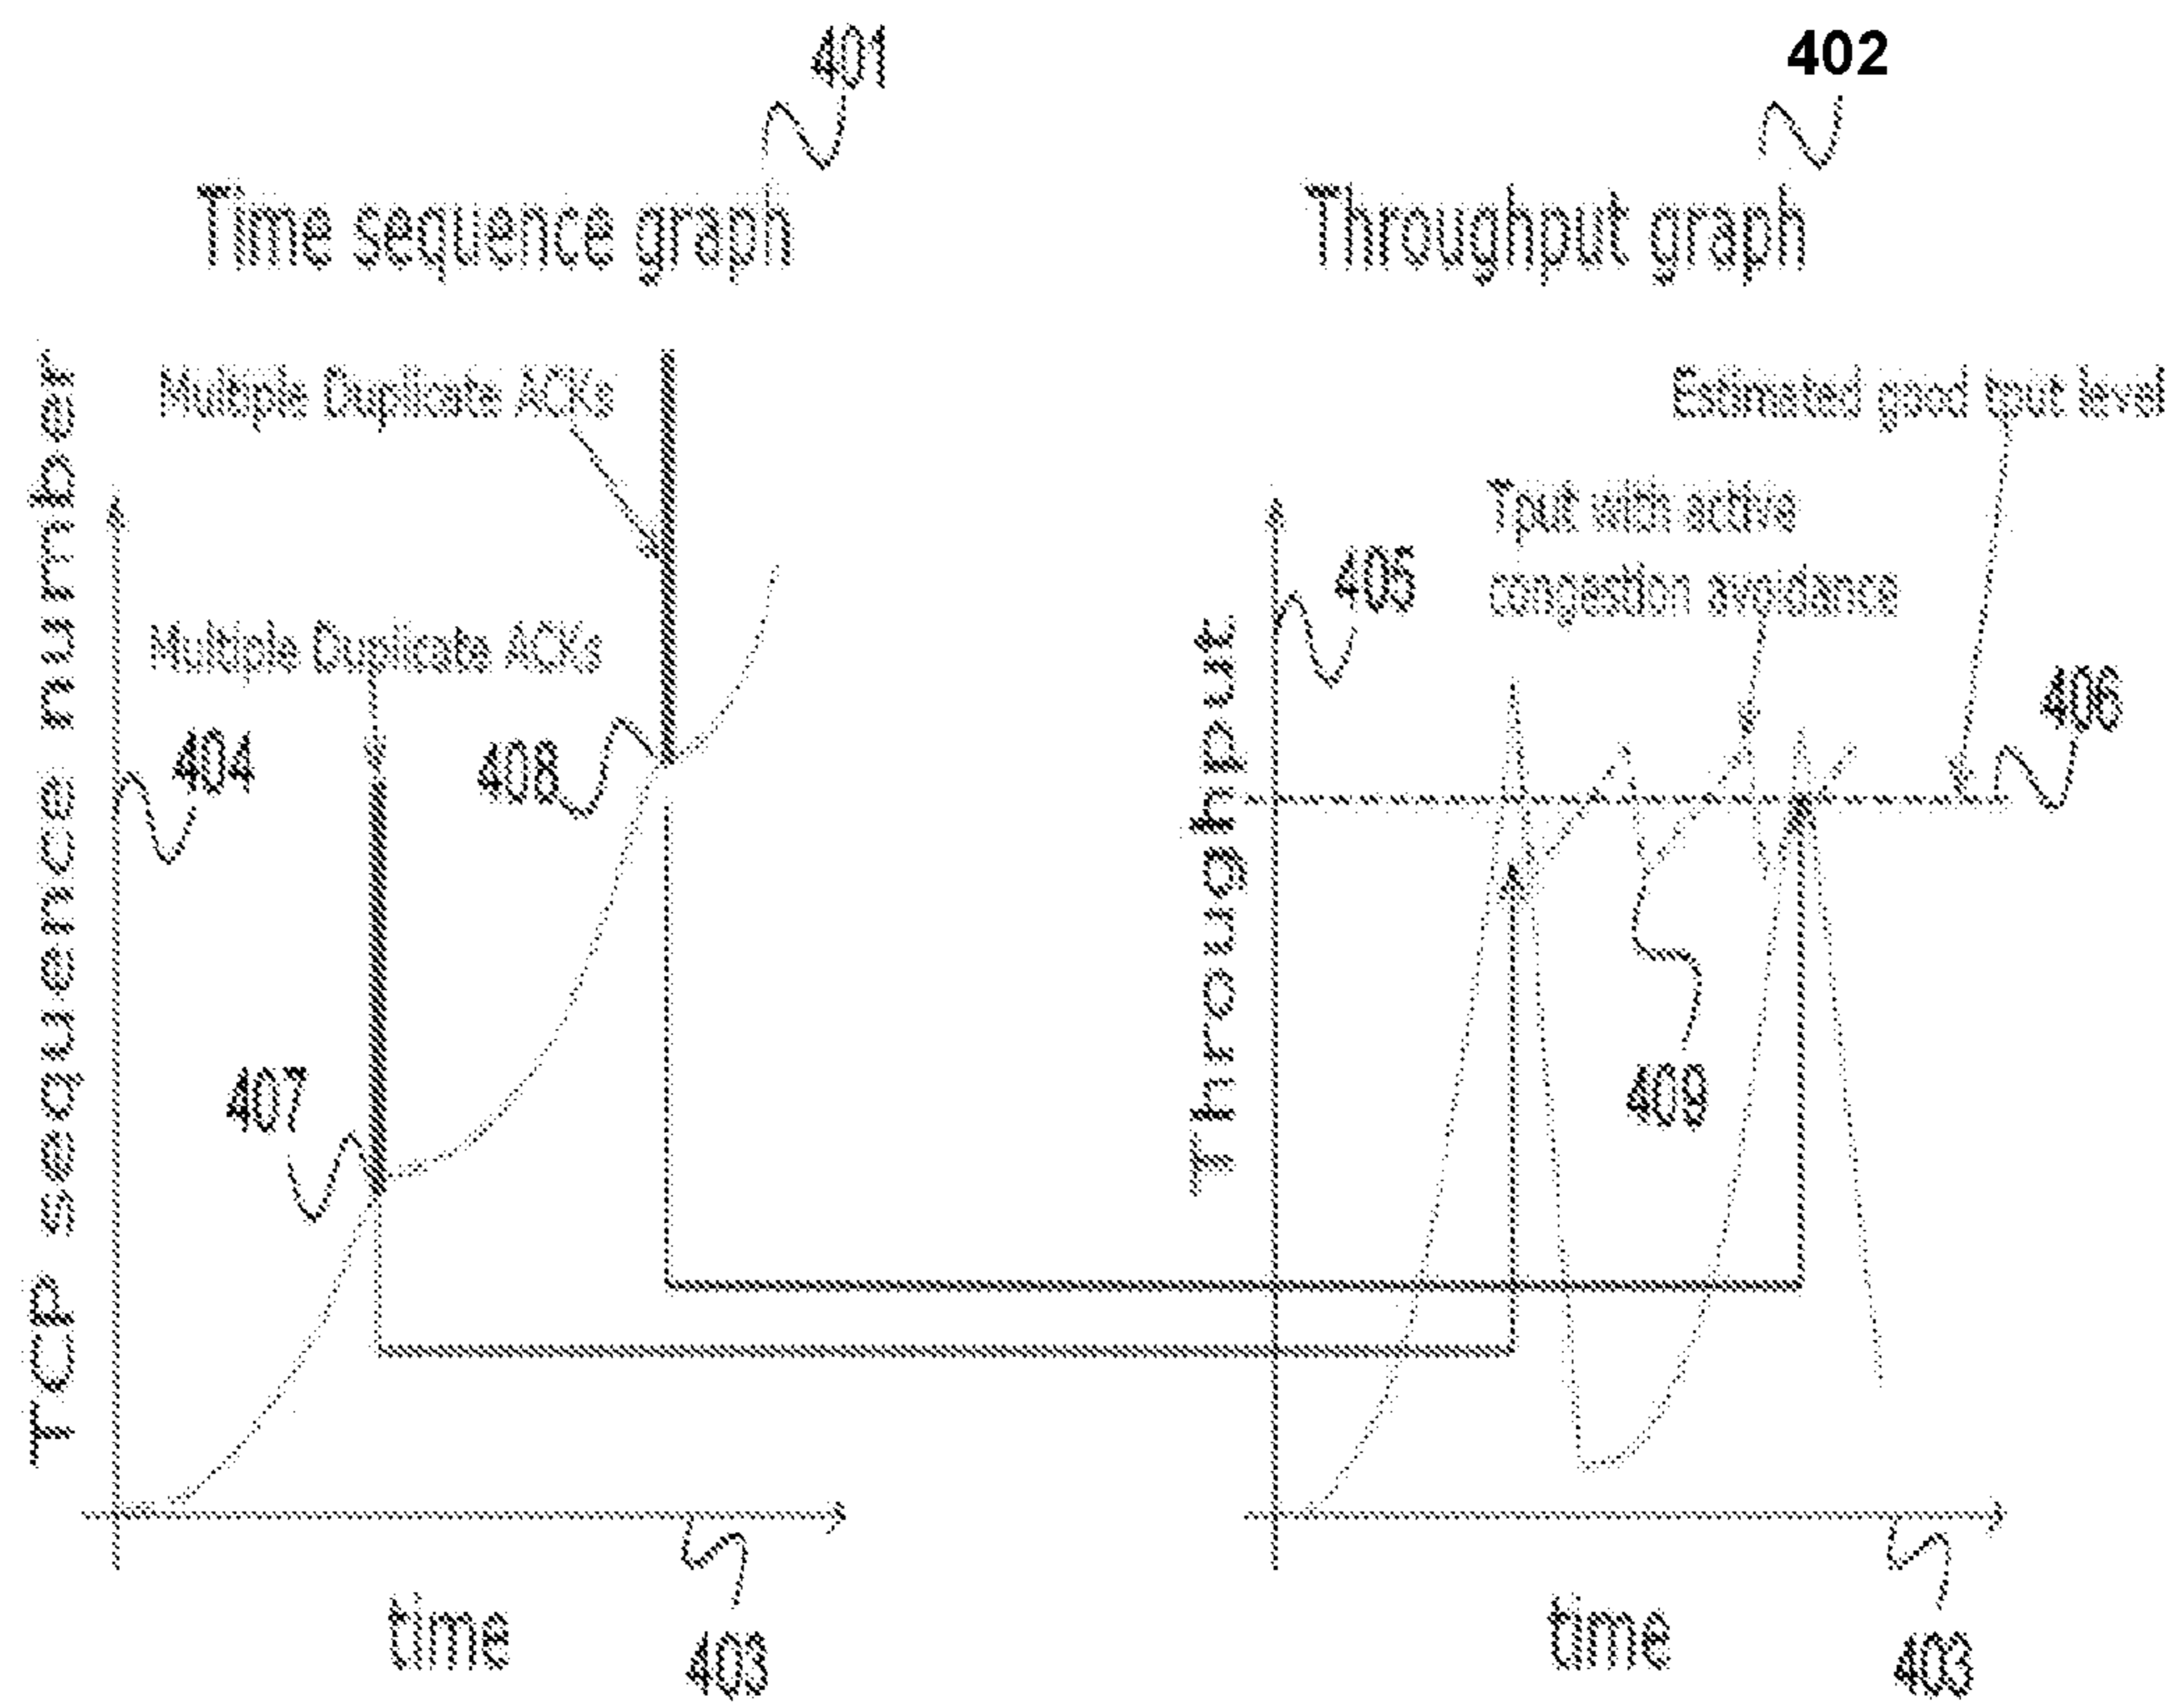 401
402
Time sequence graph
Throughput graph
Multiple Duplicate ACKs
Estimated good tput level
Tput with active
congestion avoidance
405
Multiple Duplicate ACKs
TCP sequence number
Throughput
404
408
406
407
409
time
time
403
403